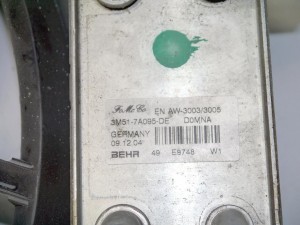 FoMoCo EN AW-3003/3005
3M51-7A095-DE D0MNA
GERMANY
09.12.04
BEHR 49 E9748 W1